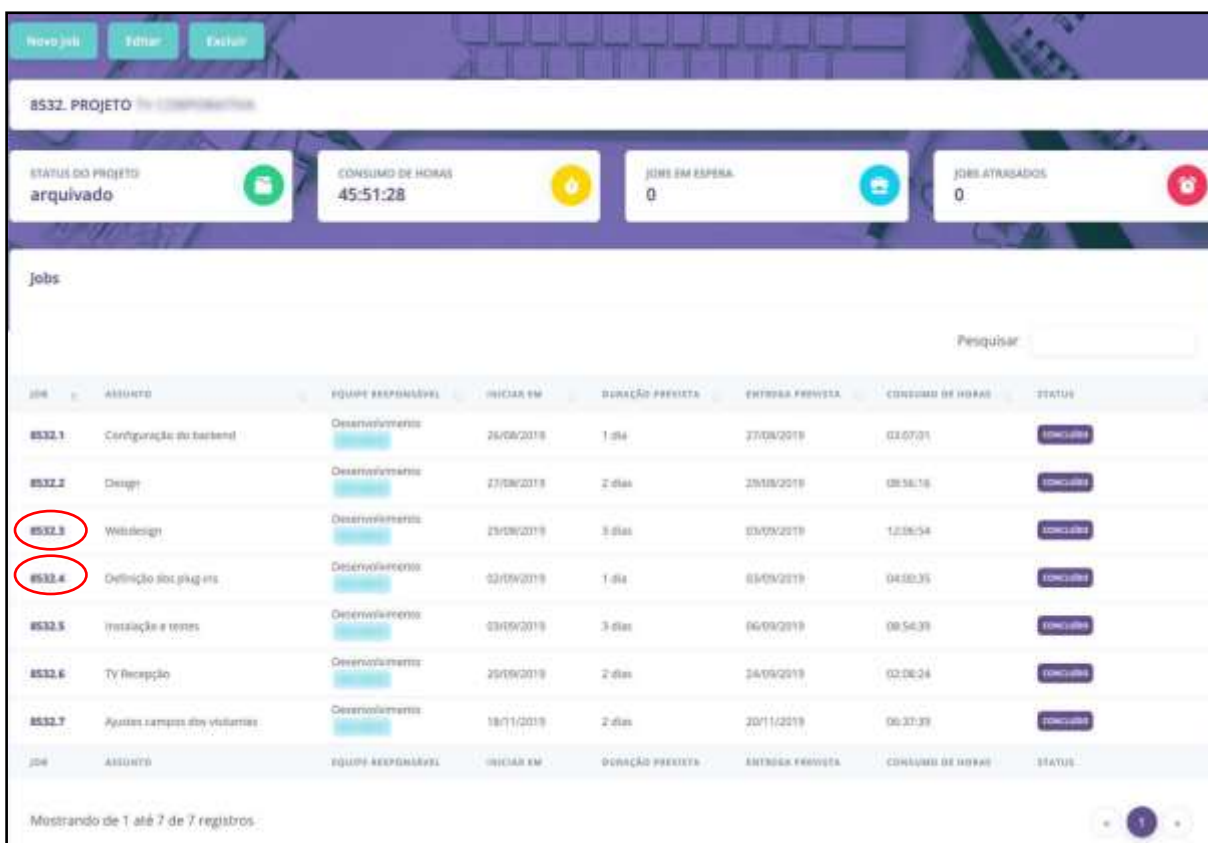 Novo job Editar Excluir
8532. PROJETO
STATUS DO PROJETO CONSUMO DE HORAS JOBS EM ESPERA JOBS ATRASADOS
arquivado 45:51:28 0 0
Jobs
Pesquisar
JOB ASSUNTO EQUIPE RESPONSÁVEL INICIAR EM DURAÇÃO PREVISTA ENTREGA PREVISTA CONSUMO DE HORAS STATUS
8532.1 Configuração do backend Desenvolvimento 26/08/2019 1 dia 27/08/2019 03:07:01 CONCLUÍDO
8532.2 Design Desenvolvimento 27/08/2019 2 dias 29/08/2019 08:56:16 CONCLUÍDO
8532.3 Webdesign Desenvolvimento 29/08/2019 3 dias 03/09/2019 12:06:54 CONCLUÍDO
8532.4 Definição dos plug-ins Desenvolvimento 02/09/2019 1 dia 03/09/2019 04:00:35 CONCLUÍDO
8532.5 Instalação e testes Desenvolvimento 03/09/2019 3 dias 06/09/2019 08:54:39 CONCLUÍDO
8532.6 TV Recepção Desenvolvimento 20/09/2019 2 dias 24/09/2019 02:08:24 CONCLUÍDO
8532.7 Ajustes campos dos visitantes Desenvolvimento 18/11/2019 2 dias 20/11/2019 06:37:39 CONCLUÍDO
JOB ASSUNTO EQUIPE RESPONSÁVEL INICIAR EM DURAÇÃO PREVISTA ENTREGA PREVISTA CONSUMO DE HORAS STATUS
Mostrando de 1 até 7 de 7 registros
« 1 »